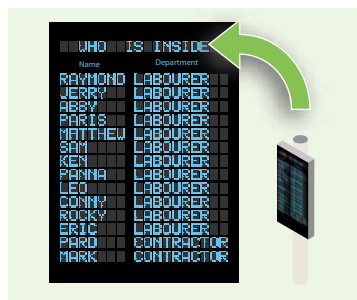 WHO IS INSIDE
Name Department
RAYMOND LABOURER
JERRY LABOURER
ABBY LABOURER
PARIS LABOURER
MATTHEW LABOURER
SAM LABOURER
KEN LABOURER
PANNA LABOURER
LEO LABOURER
CONNY LABOURER
ROCKY LABOURER
ERIC LABOURER
PARD CONTRACTOR
MARK CONTRACTOR